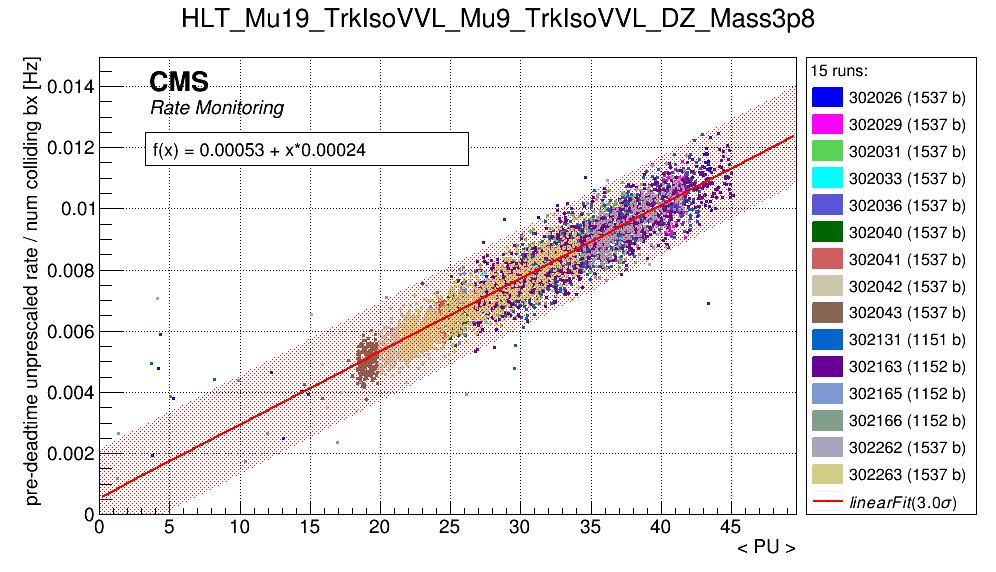 HLT_Mu19_TrkIsoVVL_Mu9_TrkIsoVVL_DZ_Mass3p8
pre-deadtime unprescaled rate / num colliding bx [Hz]
0.014
0.012
0.01
0.008
0.006
0.004
0.002
0
CMS
Rate Monitoring
f(x) = 0.00053 + x*0.00024
0 5 10 15 20 25 30 35 40 45
< PU >
15 runs:
302026 (1537 b)
302029 (1537 b)
302031 (1537 b)
302033 (1537 b)
302036 (1537 b)
302040 (1537 b)
302041 (1537 b)
302042 (1537 b)
302043 (1537 b)
302131 (1151 b)
302163 (1152 b)
302165 (1152 b)
302166 (1152 b)
302262 (1537 b)
302263 (1537 b)
linearFit(3.0σ)